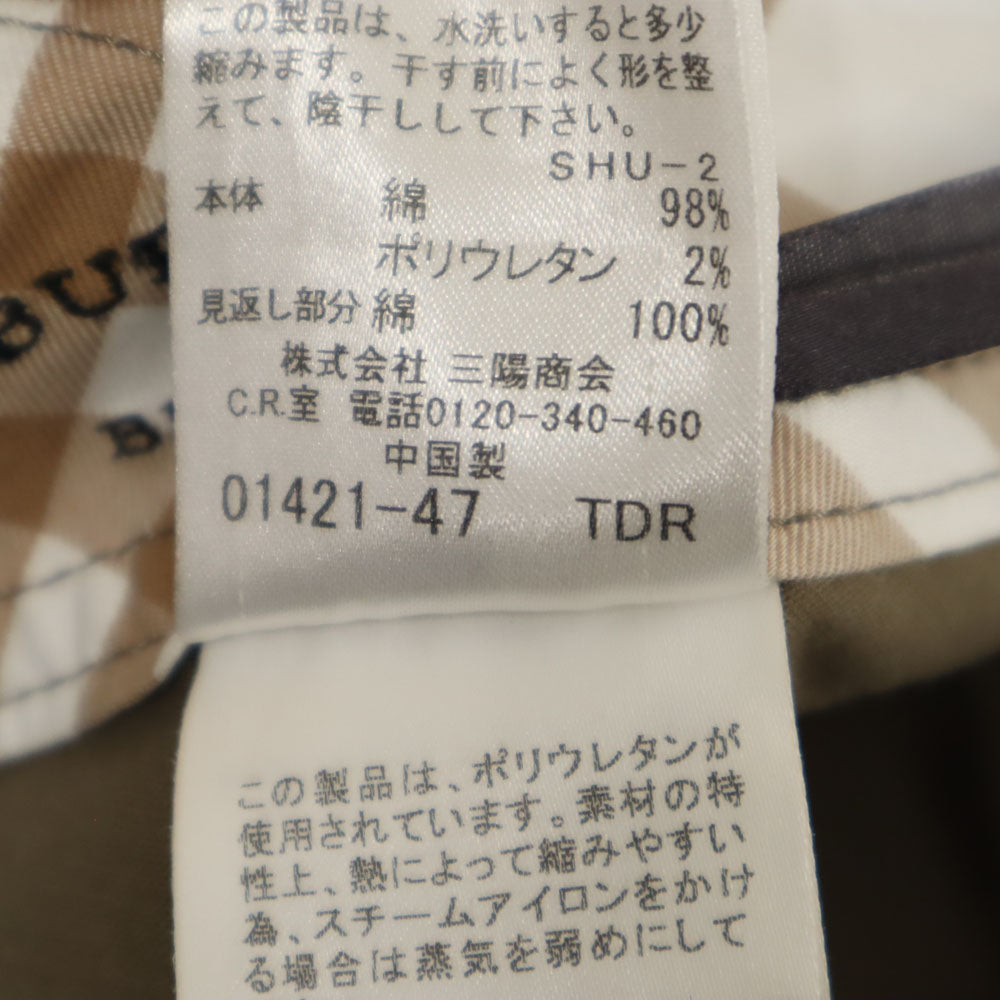 この製品は、水洗いすると多少
縮みます。干す前によく形を整
えて、陰干しして下さい。
SHU-2
本体 綿 98%
ポリウレタン 2%
見返し部分 綿 100%
株式会社 三陽商会
C.R.室 電話0120-340-460
中国製
01421-47 TDR
この製品は、ポリウレタンが
使用されています。素材の特
性上、熱によって縮みやすい
為、スチームアイロンをかけ
る場合は蒸気を弱めにして
BU
B